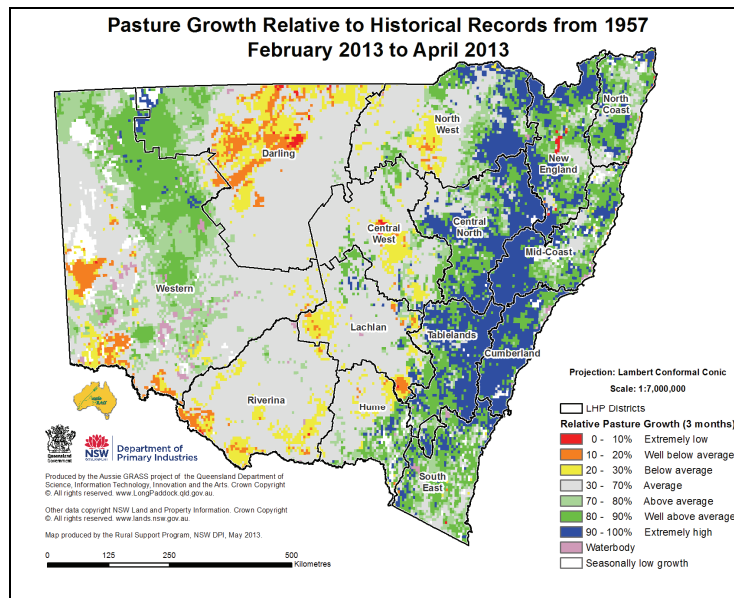 Pasture Growth Relative to Historical Records from 1957
February 2013 to April 2013
North
Coast
North
West
New
England
Darling
Central
North
Central
West
Mid-Coast
Western
Lachlan
Tablelands
Cumberland
Riverina
Hume
South
East
Projection: Lambert Conformal Conic
Scale: 1:7,000,000
LHP Districts
Relative Pasture Growth (3 months)
0 - 10% Extremely low
10 - 20% Well below average
20 - 30% Below average
30 - 70% Average
70 - 80% Above average
80 - 90% Well above average
90 - 100% Extremely high
Waterbody
Seasonally low growth
Queensland
Government
NSW
GOVERNMENT
Department of
Primary Industries
Produced by the Aussie GRASS project of the Queensland Department of
Science, Information Technology, Innovation and the Arts. Crown Copyright
©. All rights reserved. www.LongPaddock.qld.gov.au.
Other data copyright NSW Land and Property Information. Crown Copyright
©. All rights reserved. www.lands.nsw.gov.au.
Map produced by the Rural Support Program, NSW DPI, May 2013.
0 125 250 500
Kilometres